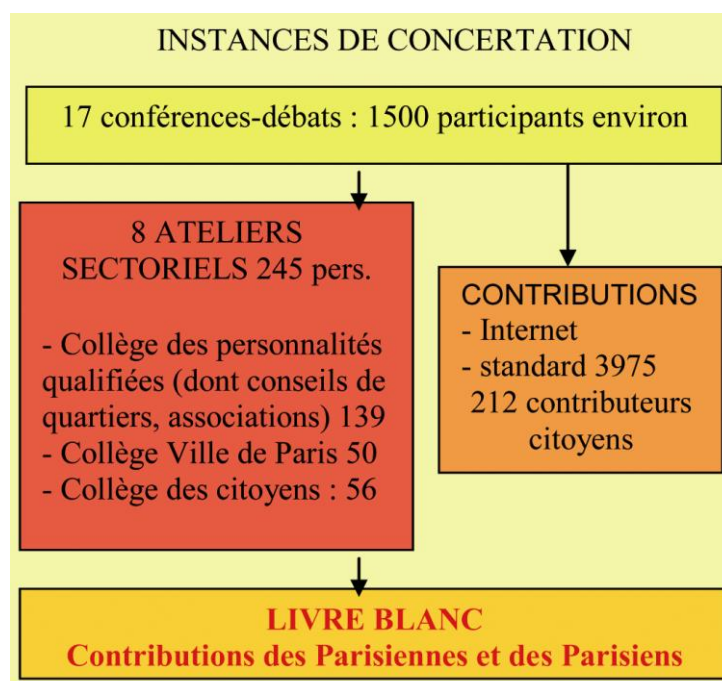 INSTANCES DE CONCERTATION
17 conférences-débats : 1500 participants environ
8 ATELIERS
SECTORIELS 245 pers.
- Collège des personnalités
qualifiées (dont conseils de
quartiers, associations) 139
- Collège Ville de Paris 50
- Collège des citoyens : 56
CONTRIBUTIONS
- Internet
- standard 3975
212 contributeurs
citoyens
LIVRE BLANC
Contributions des Parisiennes et des Parisiens